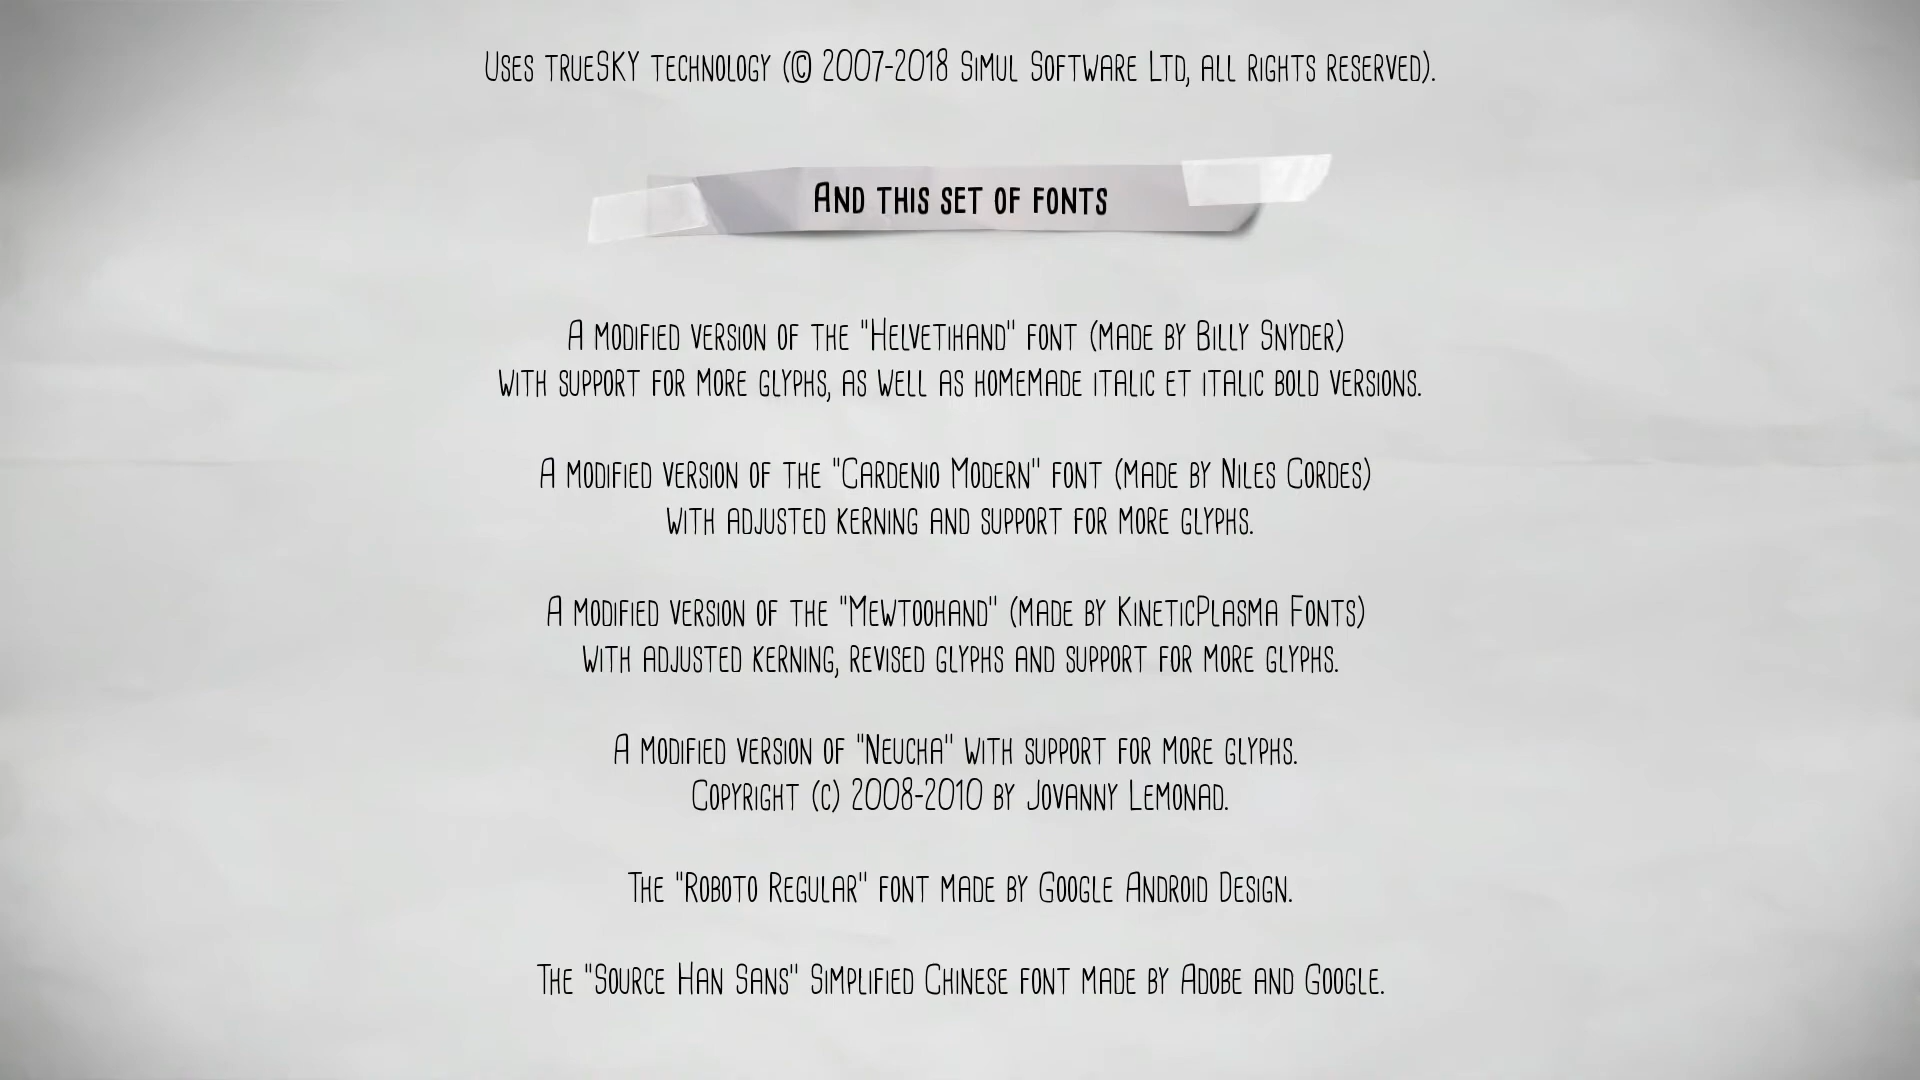 Uses trueSKY technology (© 2007-2018 Simul Software Ltd, all rights reserved).
And this set of fonts
A modified version of the "Helvetihand" font (made by Billy Snyder)
with support for more glyphs, as well as homemade italic et italic bold versions.
A modified version of the "Cardenio Modern" font (made by Niles Cordes)
with adjusted kerning and support for more glyphs.
A modified version of the "Mewtoohand" (made by KineticPlasma Fonts)
with adjusted kerning, revised glyphs and support for more glyphs.
A modified version of "Neucha" with support for more glyphs.
Copyright (c) 2008-2010 by Jovanny Lemonad.
The "Roboto Regular" font made by Google Android Design.
The "Source Han Sans" Simplified Chinese font made by Adobe and Google.